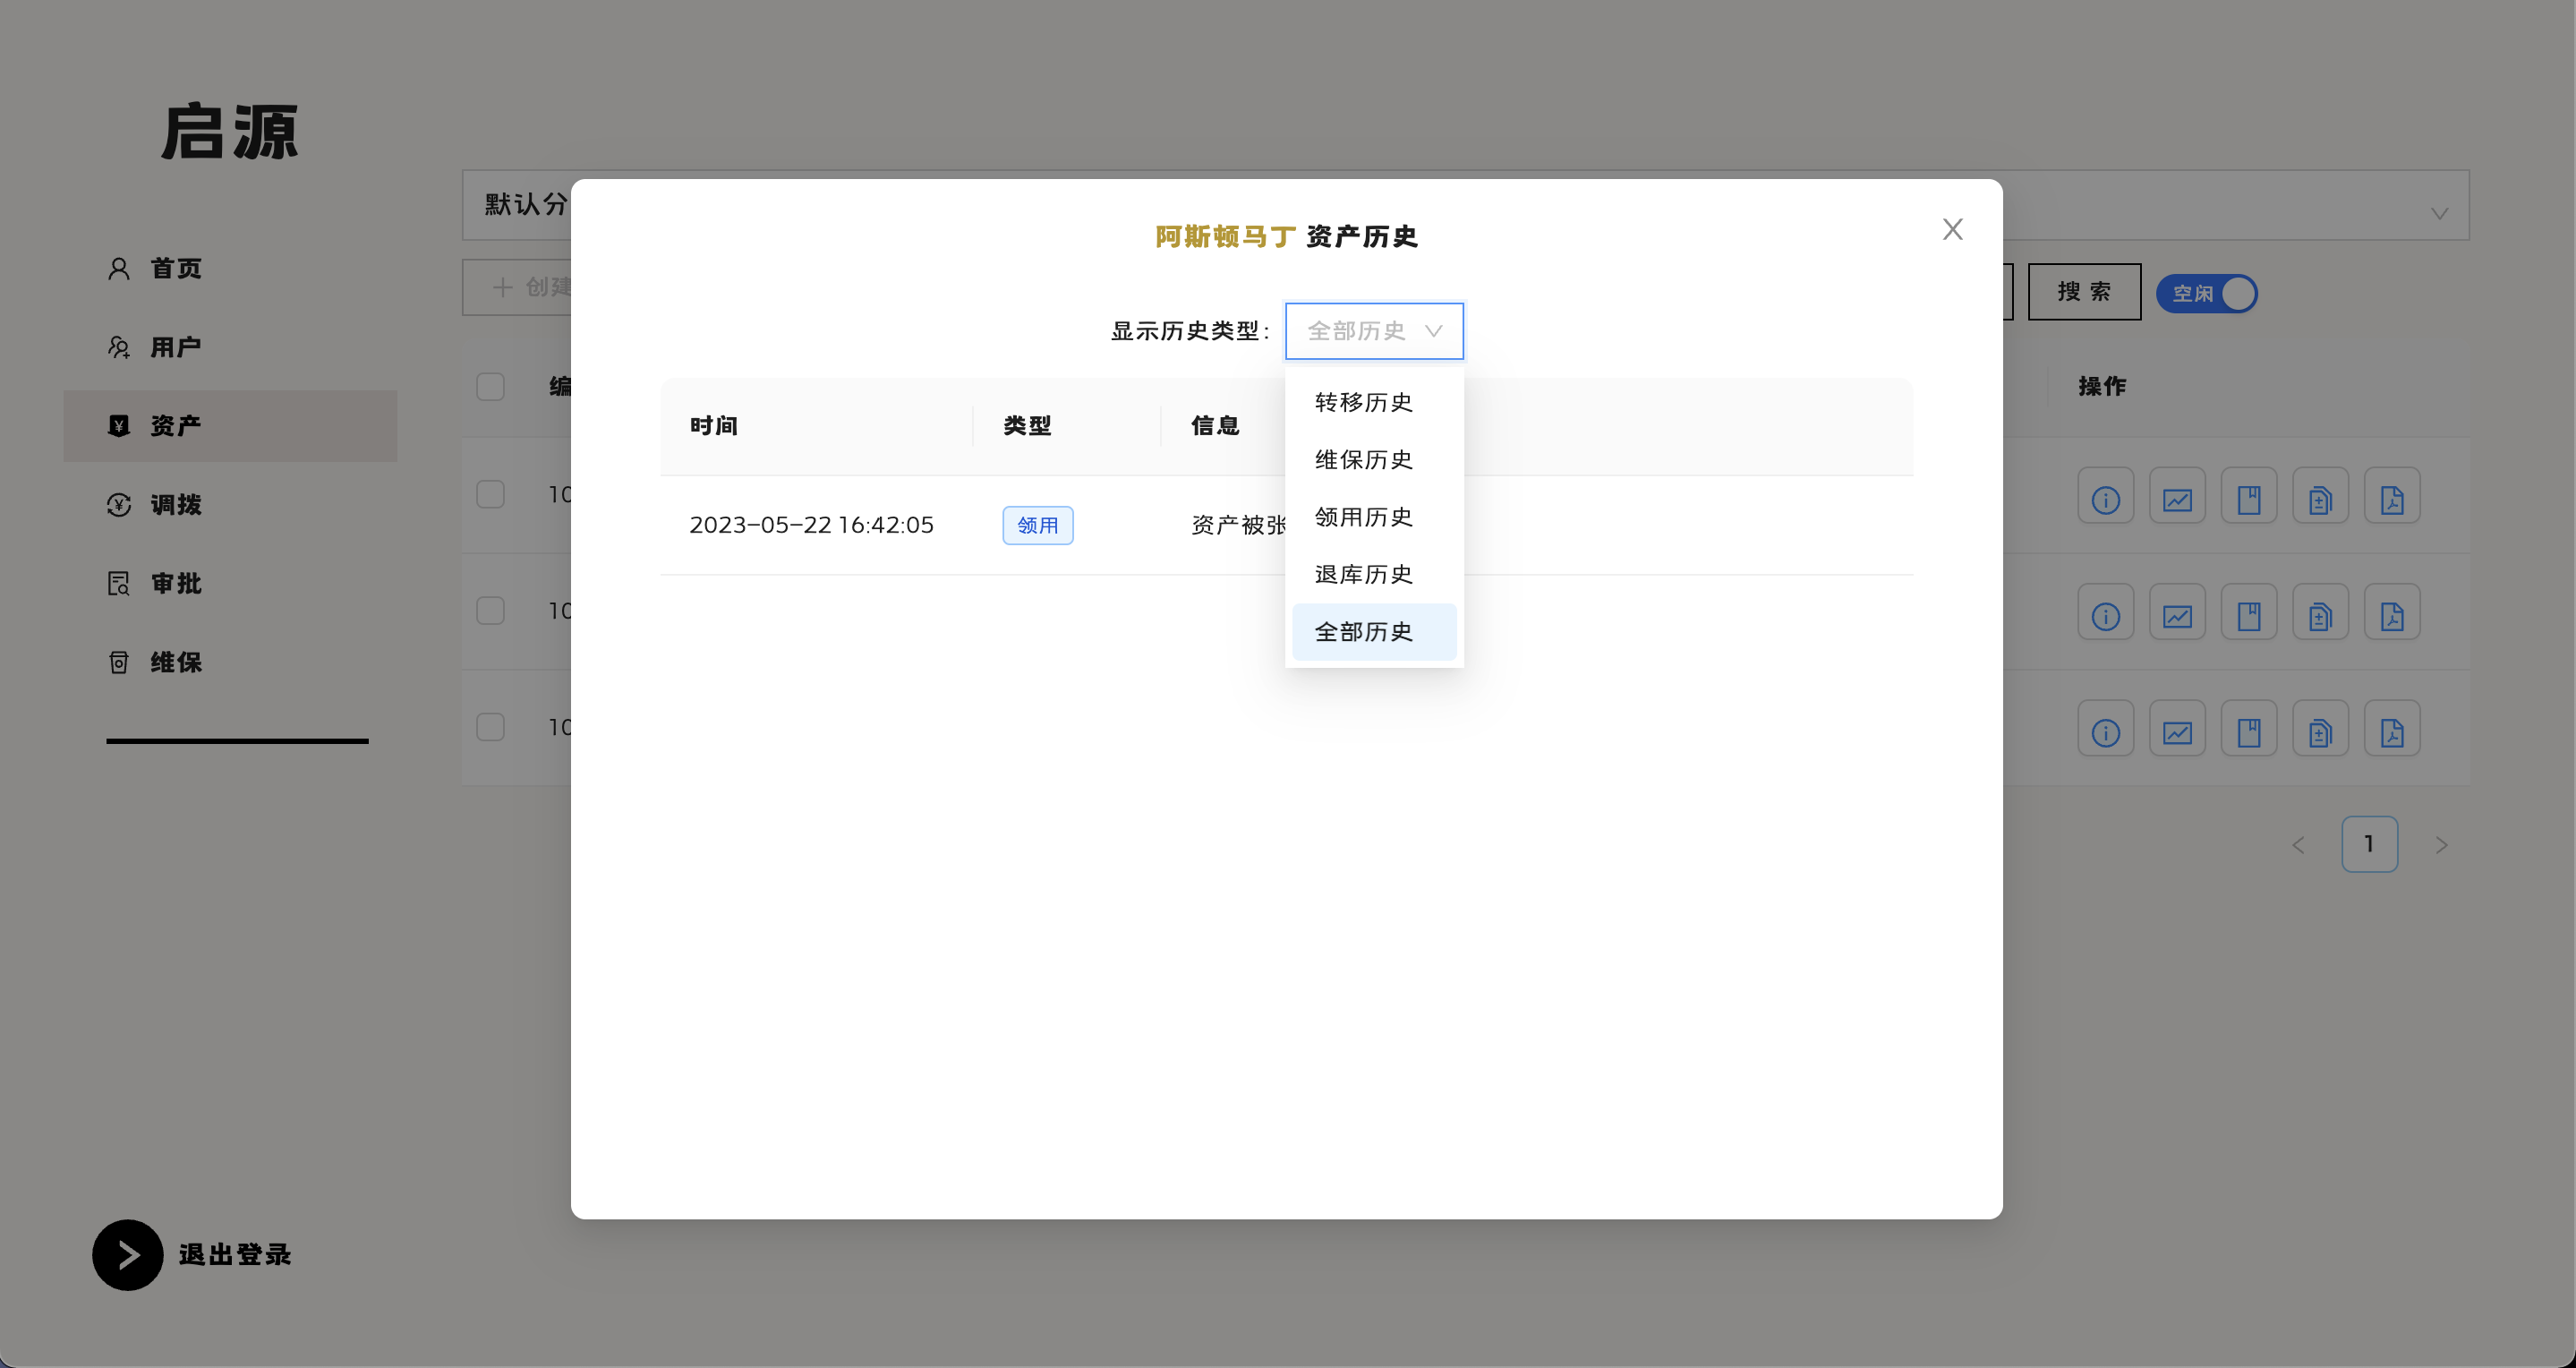 启源
首页
用户
资产
调拨
审批
维保
退出登录
默认分
创建
搜 索
空闲
编
操作
10
10
10
1
阿斯顿马丁 资产历史
显示历史类型:
全部历史
时间
类型
信息
2023-05-22 16:42:05
领用
资产被张
转移历史
维保历史
领用历史
退库历史
全部历史